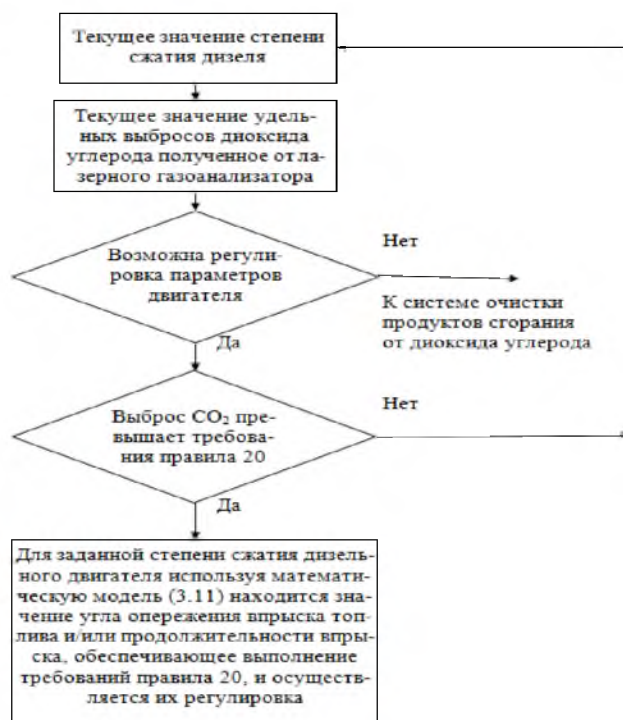 Текущее значение степени
сжатия дизеля
Текущее значение удель-
ных выбросов диоксида
углерода полученное от ла-
зерного газоанализатора
Возможна регули-
ровка параметров
двигателя
Нет
К системе очистки
продуктов сгорания
от диоксида углерода
Да
Выброс CO₂ пре-
вышает требова-
ния правила 20
Нет
Да
Для заданной степени сжатия дизель-
ного двигателя используя математи-
ческую модель (3.11) находится зна-
чение угла опережения впрыска топ-
лива и/или продолжительности впры-
ска, обеспечивающее выполнение
требований правила 20, и осуществ-
ляется их регулировка